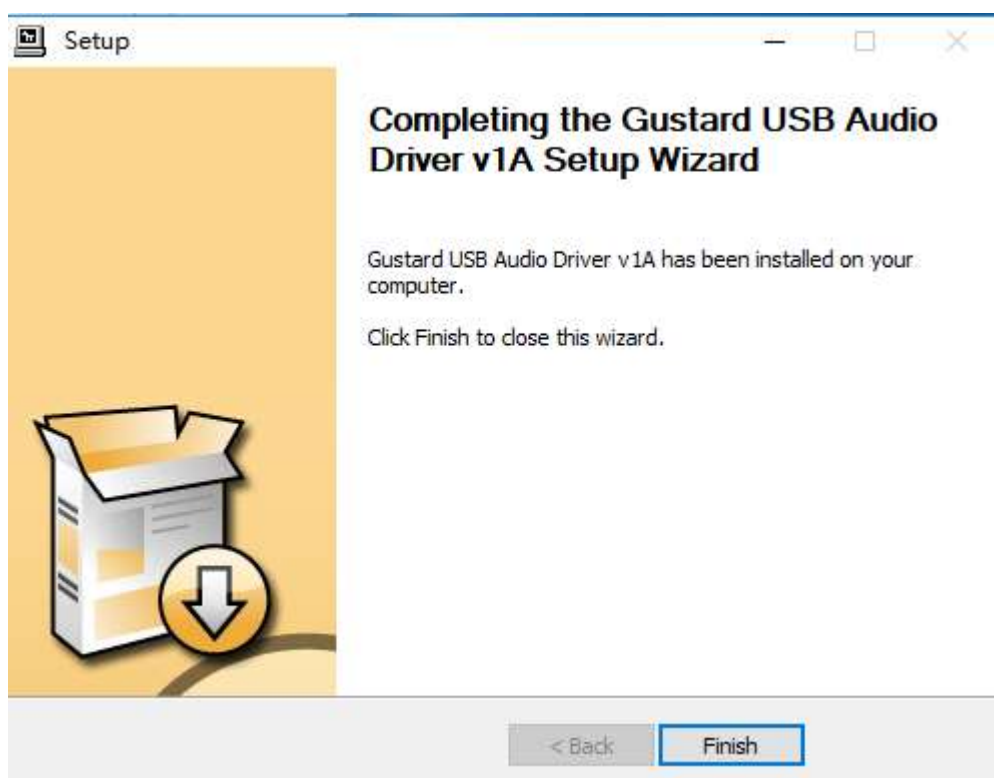 Setup
Completing the Gustard USB Audio
Driver v1A Setup Wizard
Gustard USB Audio Driver v1A has been installed on your
computer.
Click Finish to close this wizard.
< Back
Finish